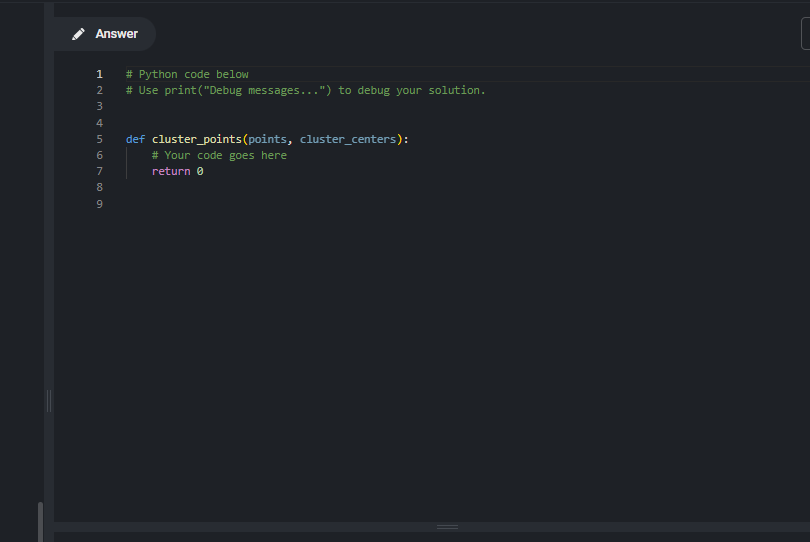 Answer
1 # Python code below
2 # Use print("Debug messages...") to debug your solution.
3
4
5 def cluster_points(points, cluster_centers):
6     # Your code goes here
7     return 0
8
9